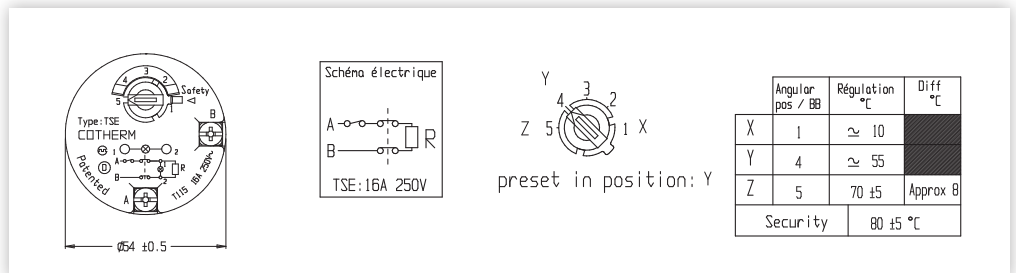 3
4 2
5 1
Safety
B
Type:TSE
COTHERM
1 2
A R
B
2
Patented
T115 16A 250V~
A
Ø54 ±0.5
Schéma électrique
A
B R
TSE:16A 250V
Y
3
4 2
Z 5 1 X
preset in position: Y
Angular pos / BB Régulation °C Diff °C
X 1 ≃ 10
Y 4 ≃ 55
Z 5 70 ±5 Approx 8
Security 80 ±5 °C